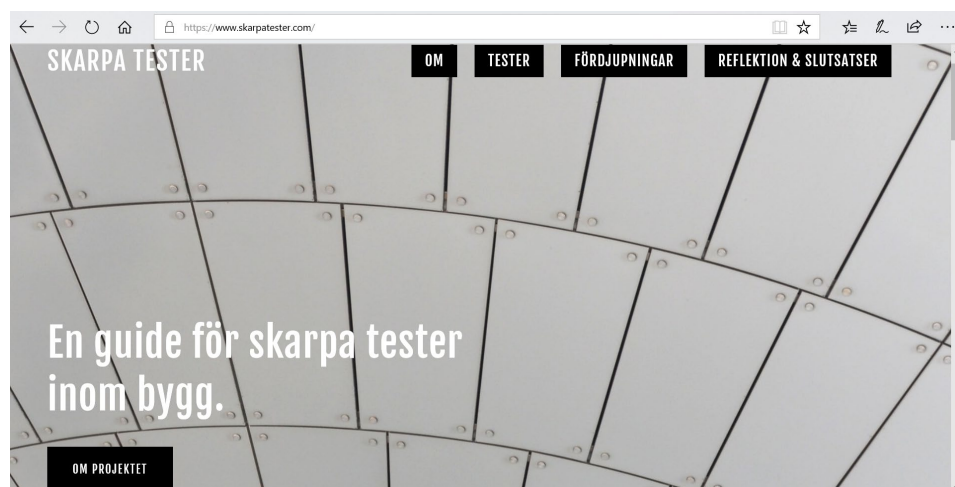 https://www.skarpatester.com/
SKARPA TESTER
OM
TESTER
FÖRDJUPNINGAR
REFLEKTION & SLUTSATSER
En guide för skarpa tester
inom bygg.
OM PROJEKTET